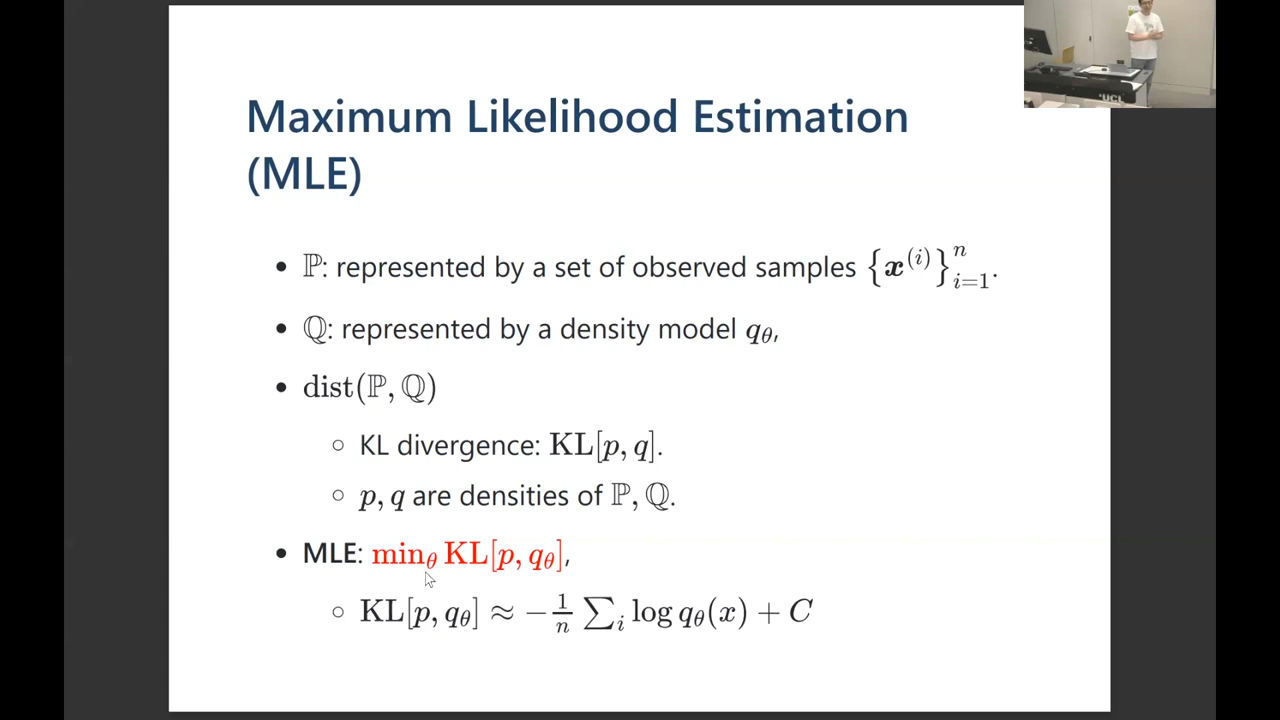 Maximum Likelihood Estimation
(MLE)
• ℙ: represented by a set of observed samples {𝒙^(i)}_{i=1}^n.
• ℚ: represented by a density model q_θ,
• dist(ℙ, ℚ)
○ KL divergence: KL[p, q].
○ p, q are densities of ℙ, ℚ.
• MLE: min_θ KL[p, q_θ],
○ KL[p, q_θ] ≈ −1/n ∑_i log q_θ(x) + C
UCL